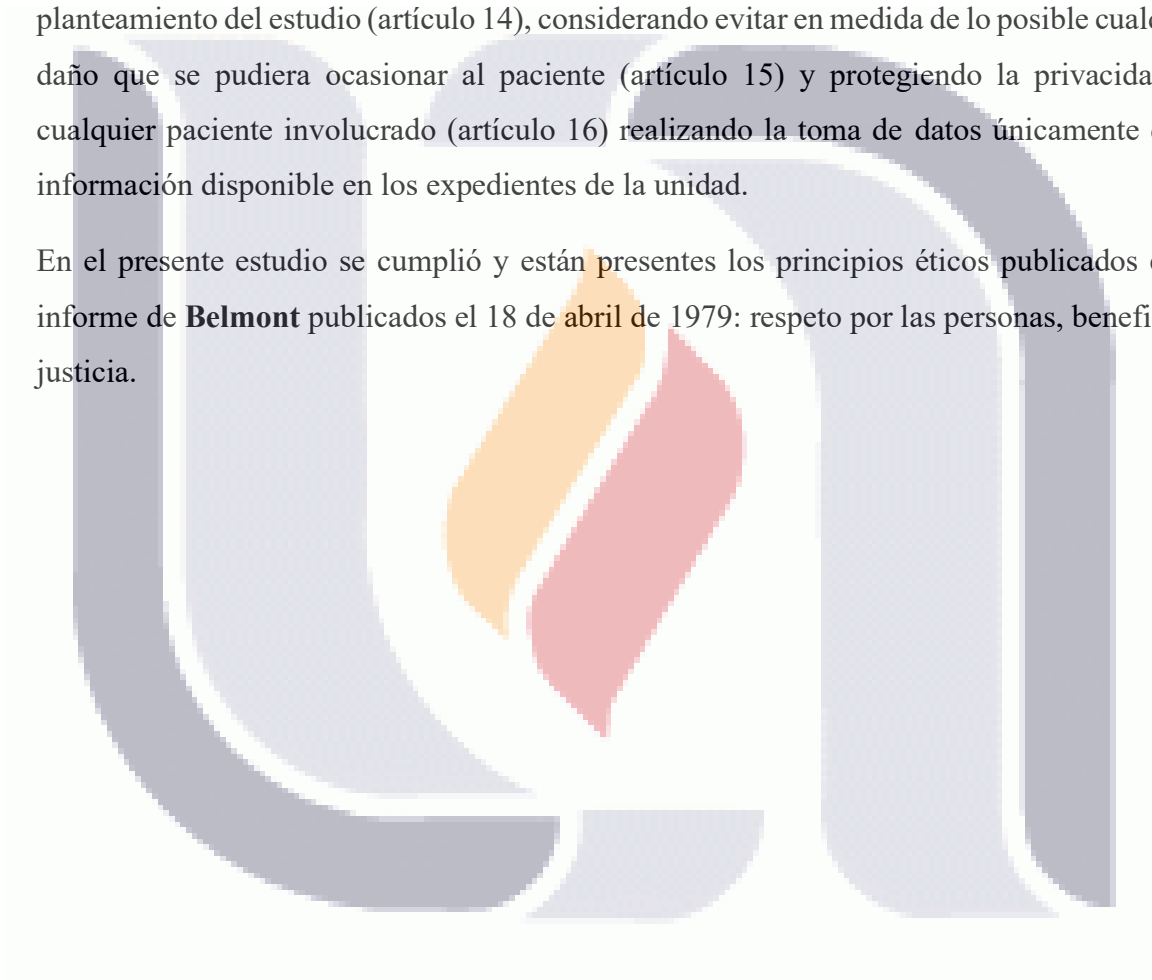 planteamiento del estudio (artículo 14), considerando evitar en medida de lo posible
daño que se pudiera ocasionar al paciente (artículo 15) y protegiendo la
cualquier paciente involucrado (artículo 16) realizando la toma de datos únicamente
información disponible en los expedientes de la unidad.
En el presente estudio se cumplió y están presentes los principios éticos publicados
informe de Belmont publicados el 18 de abril de 1979: respeto por las personas,
justicia.